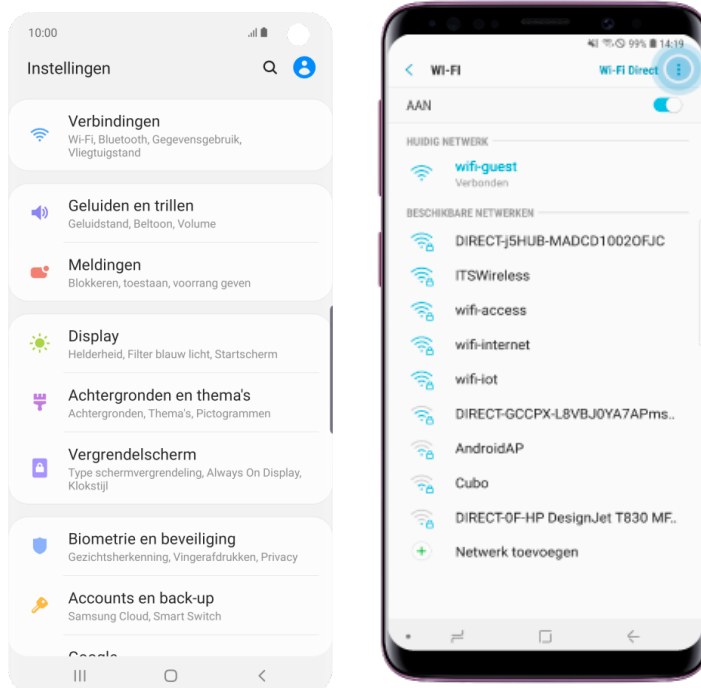 10:00
Instellingen
Verbindingen
Wi-Fi, Bluetooth, Gegevensgebruik,
Vliegtuigstand
Geluiden en trillen
Geluidstand, Beltoon, Volume
Meldingen
Blokkeren, toestaan, voorrang geven
Display
Helderheid, Filter blauw licht, Startscherm
Achtergronden en thema's
Achtergronden, Thema's, Pictogrammen
Vergrendelscherm
Type schermvergrendeling, Always On Display,
Klokstijl
Biometrie en beveiliging
Gezichtsherkenning, Vingerafdrukken, Privacy
Accounts en back-up
Samsung Cloud, Smart Switch
Google
99% 14:19
WI-FI Wi-Fi Direct
AAN
HUIDIG NETWERK
wifi-guest
Verbonden
BESCHIKBARE NETWERKEN
DIRECT-j5HUB-MADCD1002OFJC
ITSWireless
wifi-access
wifi-internet
wifi-iot
DIRECT-GCCPX-L8VBJ0YA7APms..
AndroidAP
Cubo
DIRECT-0F-HP DesignJet T830 MF..
Netwerk toevoegen